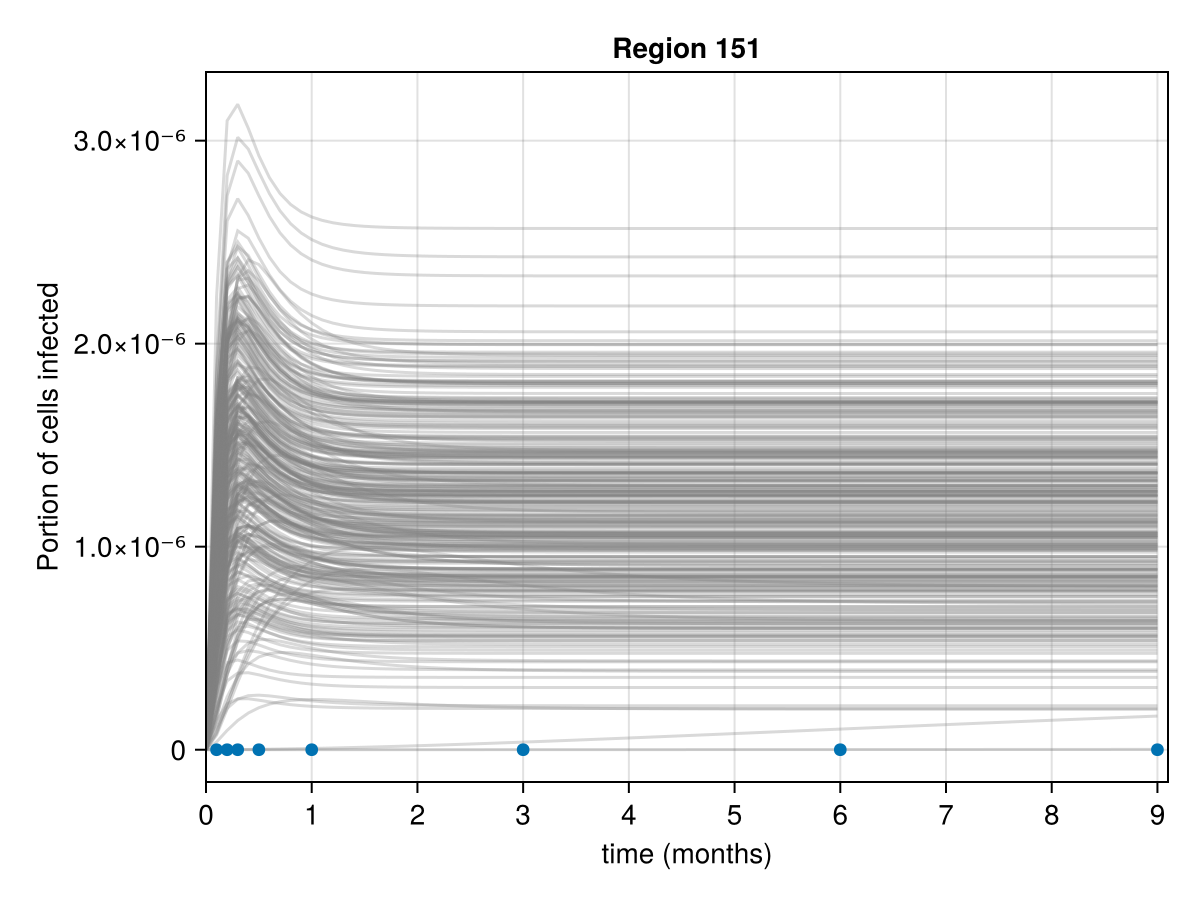 Region 151
Portion of cells infected
3.0×10⁻⁶
2.0×10⁻⁶
1.0×10⁻⁶
0
0 1 2 3 4 5 6 7 8 9
time (months)